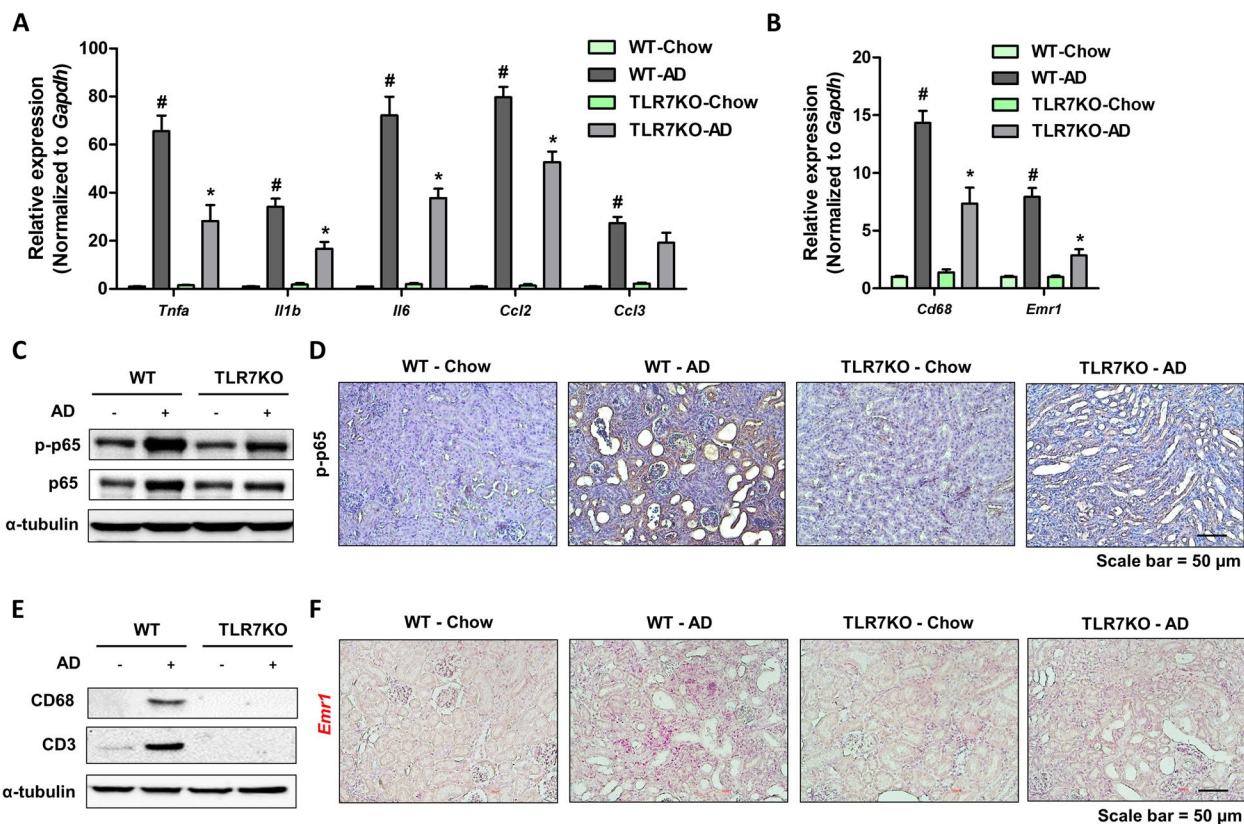 A
Relative expression
(Normalized to Gapdh)
100
80
60
40
20
0
# * # * # * # * #
Tnfa Il1b Il6 Ccl2 Ccl3
WT-Chow
WT-AD
TLR7KO-Chow
TLR7KO-AD
B
Relative expression
(Normalized to Gapdh)
20
15
10
5
0
# * # *
Cd68 Emr1
WT-Chow
WT-AD
TLR7KO-Chow
TLR7KO-AD
C
WT TLR7KO
AD - + - +
p-p65
p65
α-tubulin
D
WT - Chow WT - AD TLR7KO - Chow TLR7KO - AD
p-p65
Scale bar = 50 µm
E
WT TLR7KO
AD - + - +
CD68
CD3
α-tubulin
F
WT - Chow WT - AD TLR7KO - Chow TLR7KO - AD
Emr1
Scale bar = 50 µm